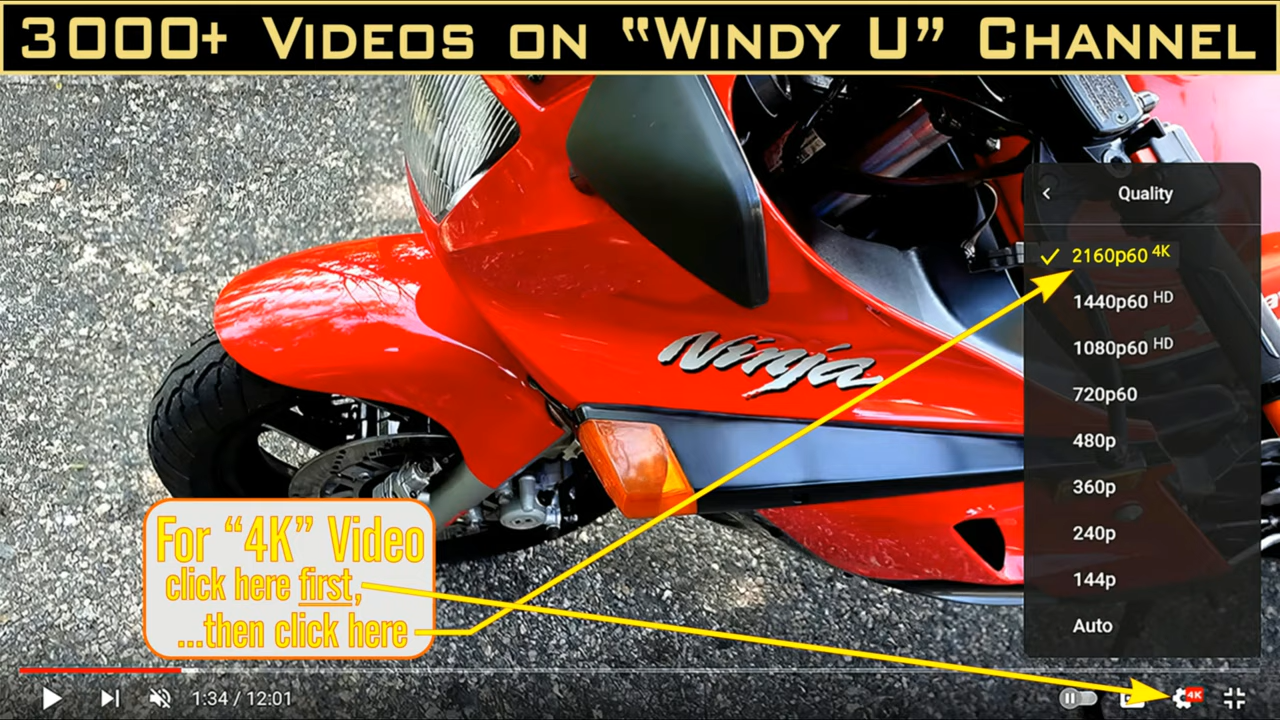 3000+ VIDEOS ON “WINDY U” CHANNEL
Quality
2160p60 4K
1440p60 HD
1080p60 HD
Ninja
720p60
480p
360p
240p
144p
Auto
For “4K” Video
click here first,
...then click here
1:34 / 12:01
4K